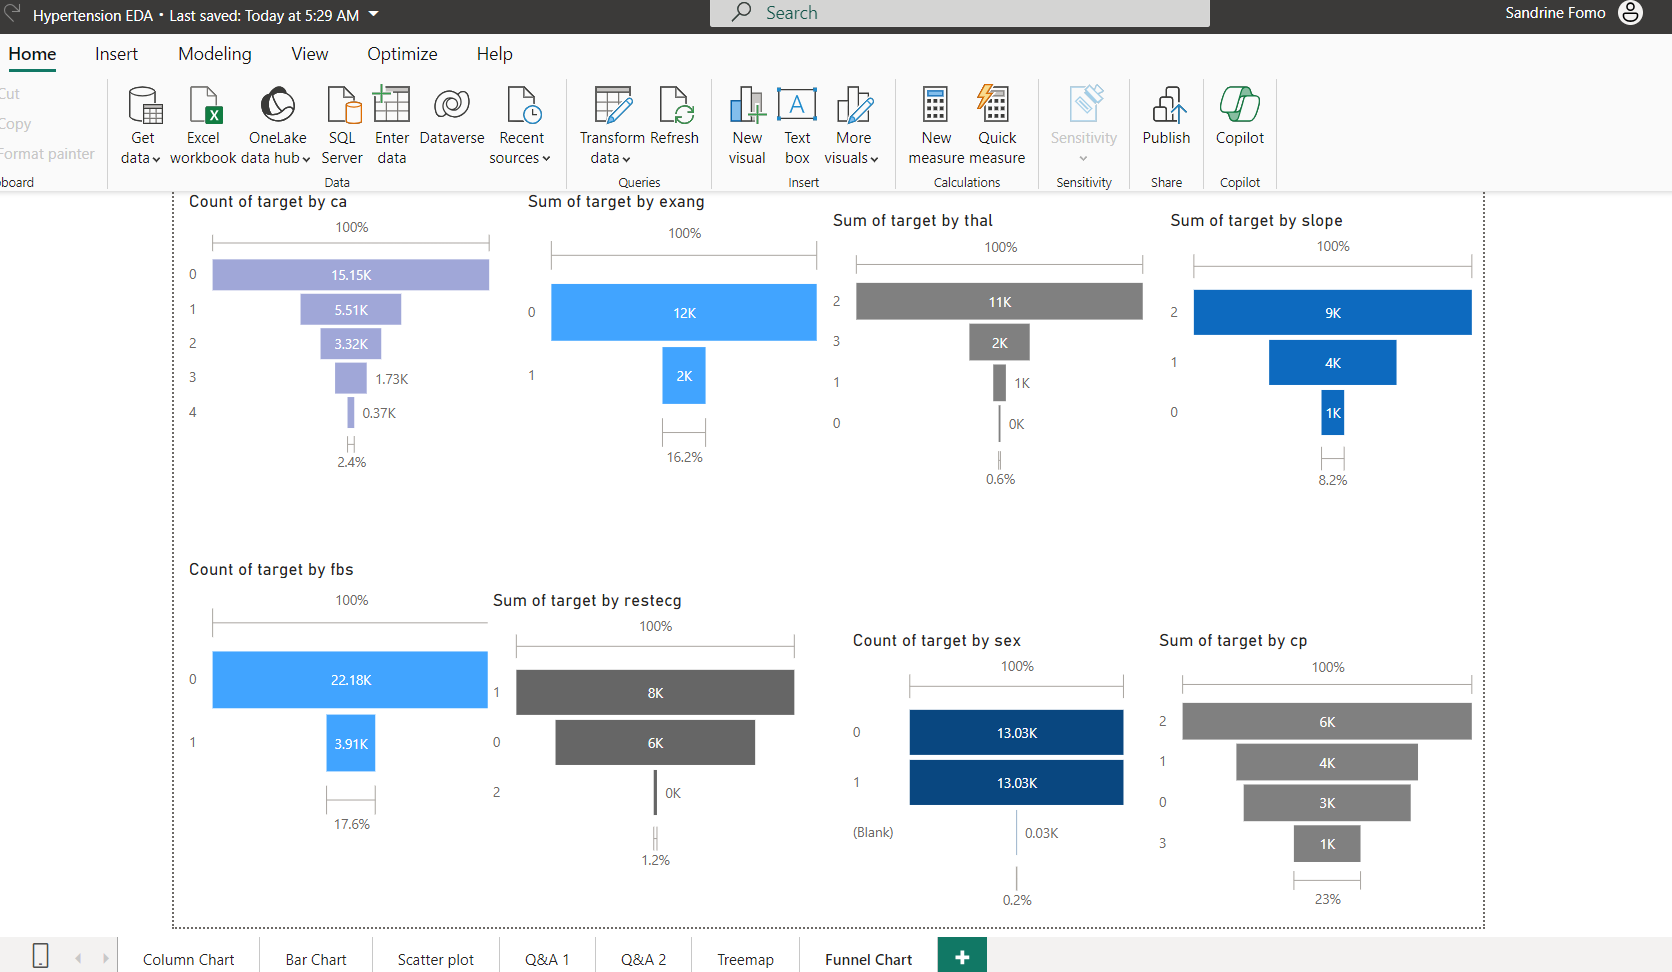 Hypertension EDA • Last saved: Today at 5:29 AM
Search
Sandrine Fomo
Home
Insert
Modeling
View
Optimize
Help
Cut
Copy
Format painter
Get data
Excel workbook
OneLake data hub
SQL Server
Enter data
Dataverse
Recent sources
Transform data
Refresh
New visual
Text box
More visuals
New measure
Quick measure
Sensitivity
Publish
Copilot
board
Data
Queries
Insert
Calculations
Sensitivity
Share
Copilot
Count of target by ca
100%
0
15.15K
1
5.51K
2
3.32K
3
1.73K
4
0.37K
2.4%
Sum of target by exang
100%
0
12K
1
2K
16.2%
Sum of target by thal
100%
2
11K
3
2K
1
1K
0
0K
0.6%
Sum of target by slope
100%
2
9K
1
4K
0
1K
8.2%
Count of target by fbs
100%
0
22.18K
1
3.91K
17.6%
Sum of target by restecg
100%
1
8K
0
6K
2
0K
1.2%
Count of target by sex
100%
0
13.03K
1
13.03K
(Blank)
0.03K
0.2%
Sum of target by cp
100%
2
6K
1
4K
0
3K
3
1K
23%
Column Chart
Bar Chart
Scatter plot
Q&A 1
Q&A 2
Treemap
Funnel Chart